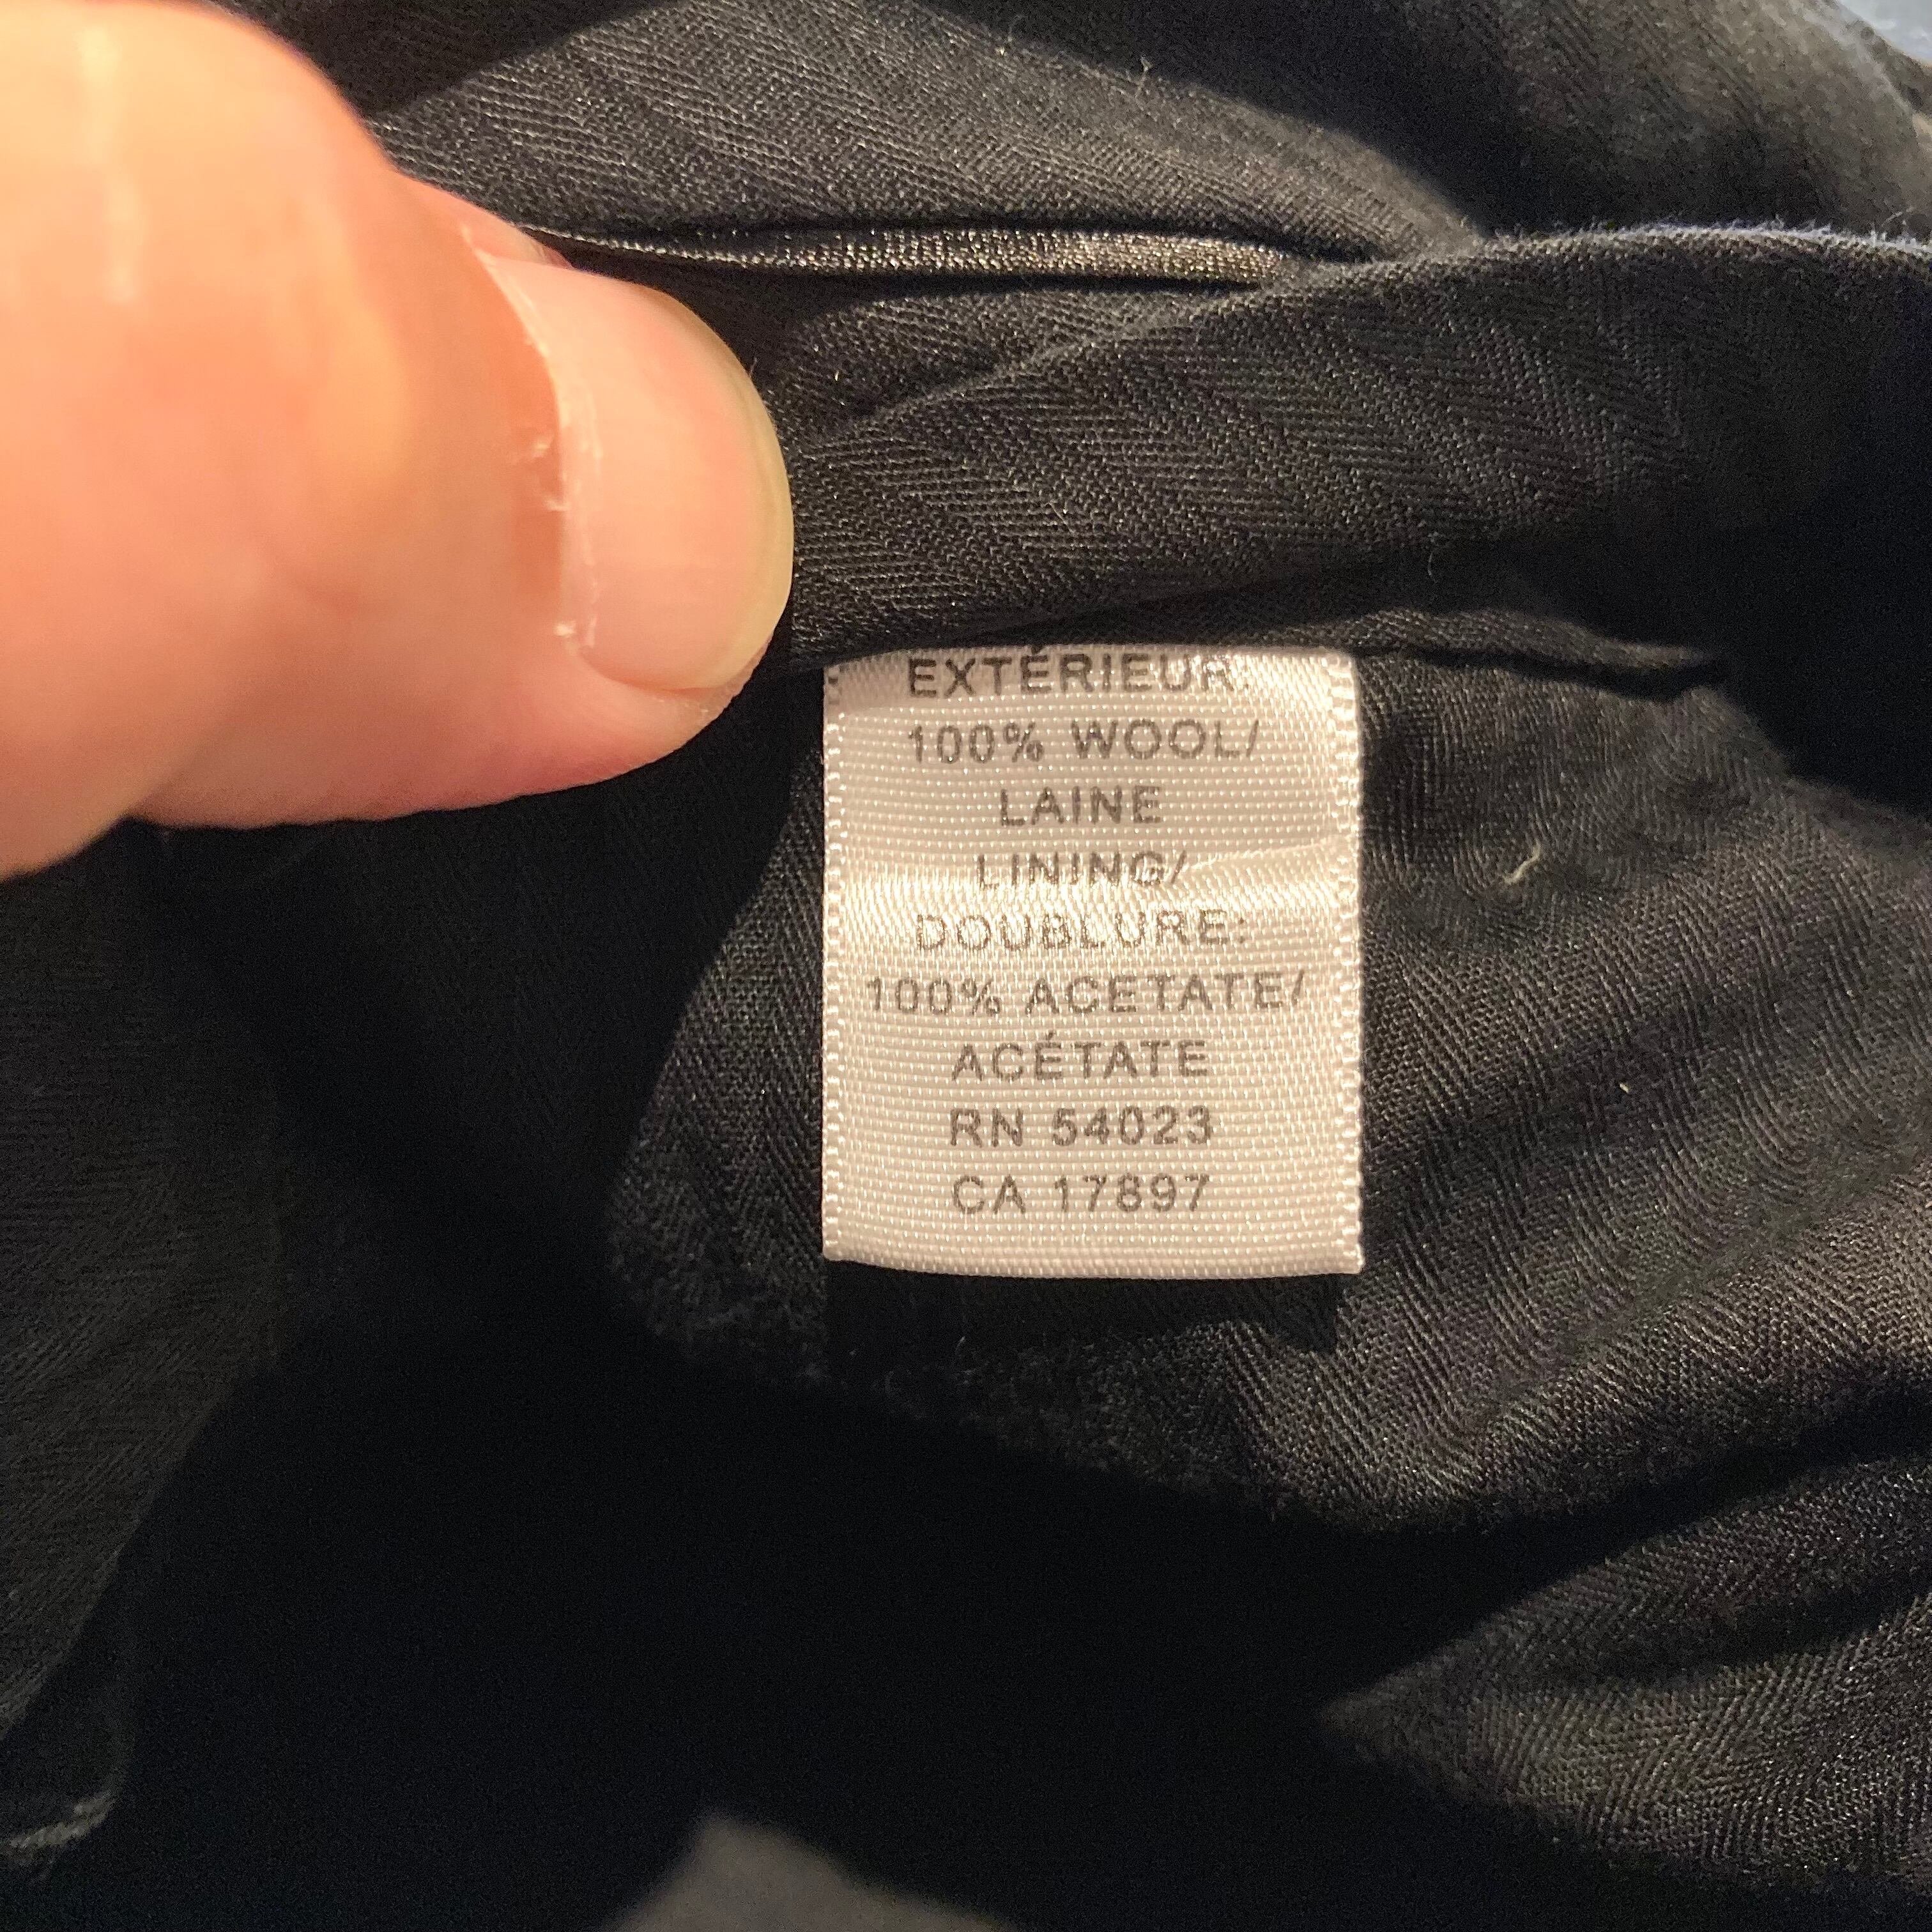 EXTÉRIEUR:
100% WOOL/
LAINE
LINING/
DOUBLURE:
100% ACETATE/
ACÉTATE
RN 54023
CA 17897